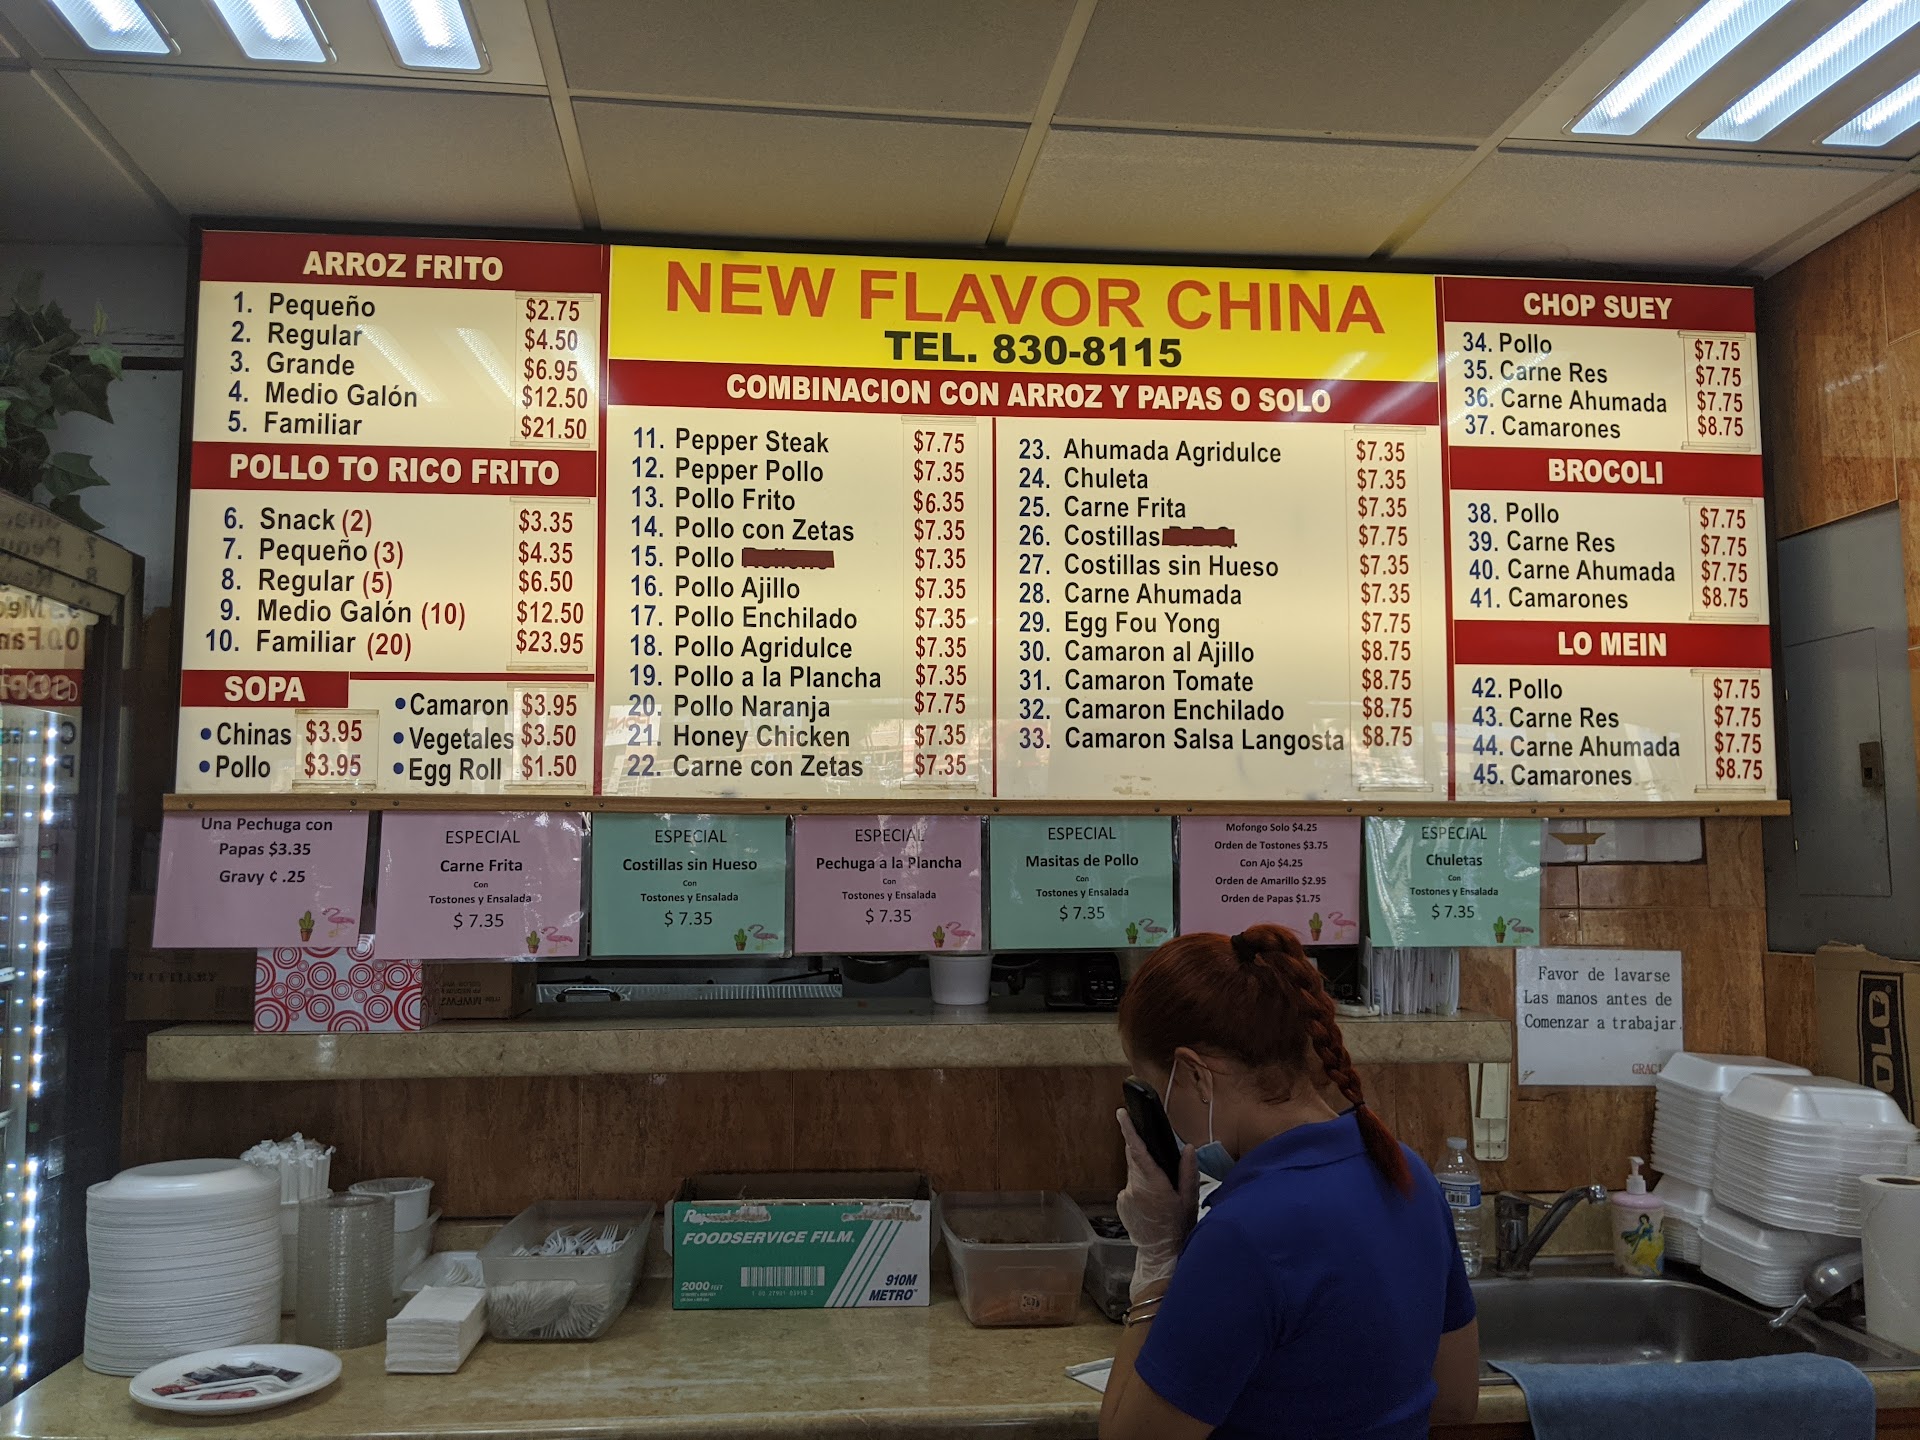 ARROZ FRITO
1. Pequeño $2.75
2. Regular $4.50
3. Grande $6.95
4. Medio Galón $12.50
5. Familiar $21.50
POLLO TO RICO FRITO
6. Snack (2) $3.35
7. Pequeño (3) $4.35
8. Regular (5) $6.50
9. Medio Galón (10) $12.50
10. Familiar (20) $23.95
SOPA
• Chinas $3.95
• Pollo $3.95
• Camaron $3.95
• Vegetales $3.50
• Egg Roll $1.50
NEW FLAVOR CHINA
TEL. 830-8115
COMBINACION CON ARROZ Y PAPAS O SOLO
11. Pepper Steak $7.75
12. Pepper Pollo $7.35
13. Pollo Frito $6.35
14. Pollo con Zetas $7.35
15. Pollo $7.35
16. Pollo Ajillo $7.35
17. Pollo Enchilado $7.35
18. Pollo Agridulce $7.35
19. Pollo a la Plancha $7.35
20. Pollo Naranja $7.75
21. Honey Chicken $7.35
22. Carne con Zetas $7.35
23. Ahumada Agridulce $7.35
24. Chuleta $7.35
25. Carne Frita $7.35
26. Costillas $7.75
27. Costillas sin Hueso $7.35
28. Carne Ahumada $7.35
29. Egg Fou Yong $7.75
30. Camaron al Ajillo $8.75
31. Camaron Tomate $8.75
32. Camaron Enchilado $8.75
33. Camaron Salsa Langosta $8.75
CHOP SUEY
34. Pollo $7.75
35. Carne Res $7.75
36. Carne Ahumada $7.75
37. Camarones $8.75
BROCOLI
38. Pollo $7.75
39. Carne Res $7.75
40. Carne Ahumada $7.75
41. Camarones $8.75
LO MEIN
42. Pollo $7.75
43. Carne Res $7.75
44. Carne Ahumada $7.75
45. Camarones $8.75
Una Pechuga con
Papas $3.35
Gravy ¢ .25
ESPECIAL
Carne Frita
Con
Tostones y Ensalada
$ 7.35
ESPECIAL
Costillas sin Hueso
Con
Tostones y Ensalada
$ 7.35
ESPECIAL
Pechuga a la Plancha
Con
Tostones y Ensalada
$ 7.35
ESPECIAL
Masitas de Pollo
Con
Tostones y Ensalada
$ 7.35
Mofongo Solo $4.25
Orden de Tostones $3.75
Con Ajo $4.25
Orden de Amarillo $2.95
Orden de Papas $1.75
ESPECIAL
Chuletas
Con
Tostones y Ensalada
$ 7.35
Favor de lavarse
Las manos antes de
Comenzar a trabajar.
FOODSERVICE FILM.
2000 FEET
910M
METRO